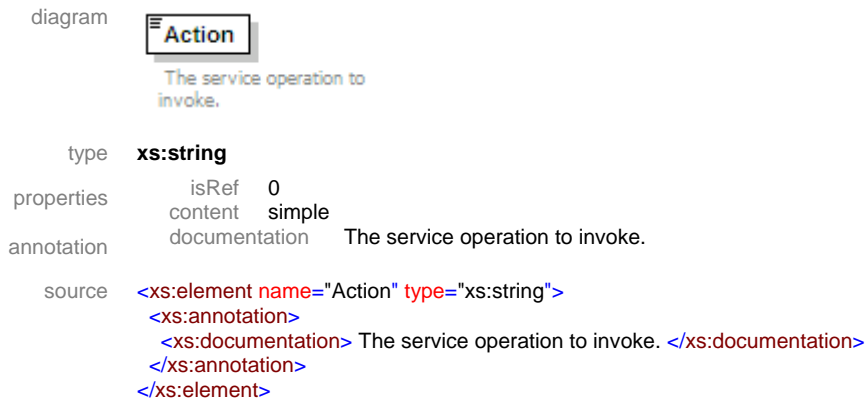 diagram
Action
The service operation to
invoke.
type xs:string
properties isRef 0
content simple
annotation documentation The service operation to invoke.
source <xs:element name="Action" type="xs:string">
<xs:annotation>
<xs:documentation> The service operation to invoke. </xs:documentation>
</xs:annotation>
</xs:element>